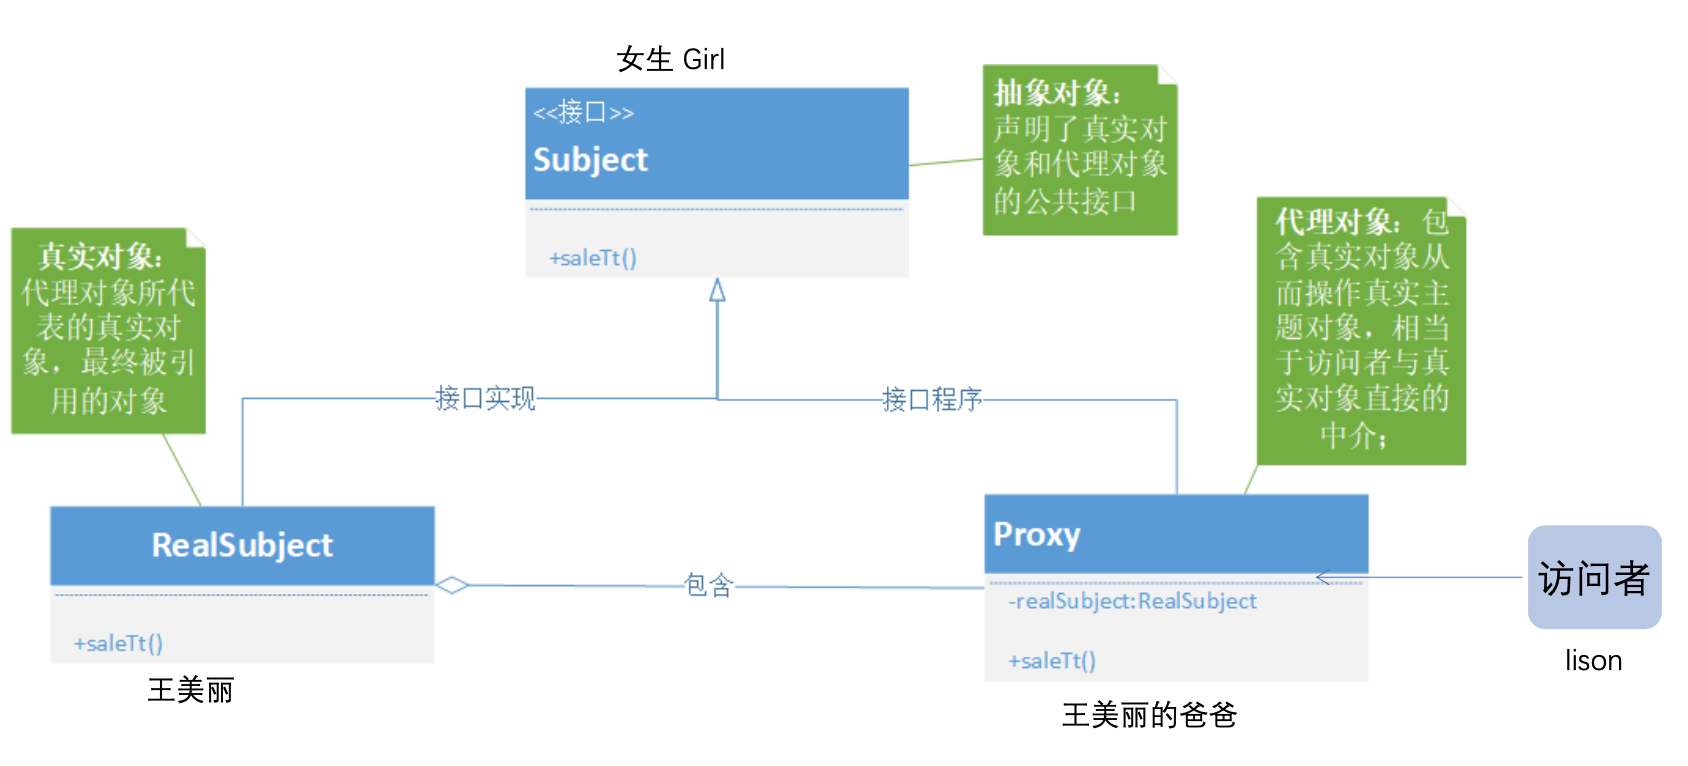 女生 Girl
<<接口>>
Subject
+saleTt()
抽象对象：
声明了真实对
象和代理对象
的公共接口
代理对象：包
含真实对象从
而操作真实主
题对象，相当
于访问者与真
实对象直接的
中介；
真实对象：
代理对象所代
表的真实对
象，最终被引
用的对象
接口实现
接口程序
RealSubject
+saleTt()
王美丽
包含
Proxy
-realSubject:RealSubject
+saleTt()
王美丽的爸爸
访问者
lison